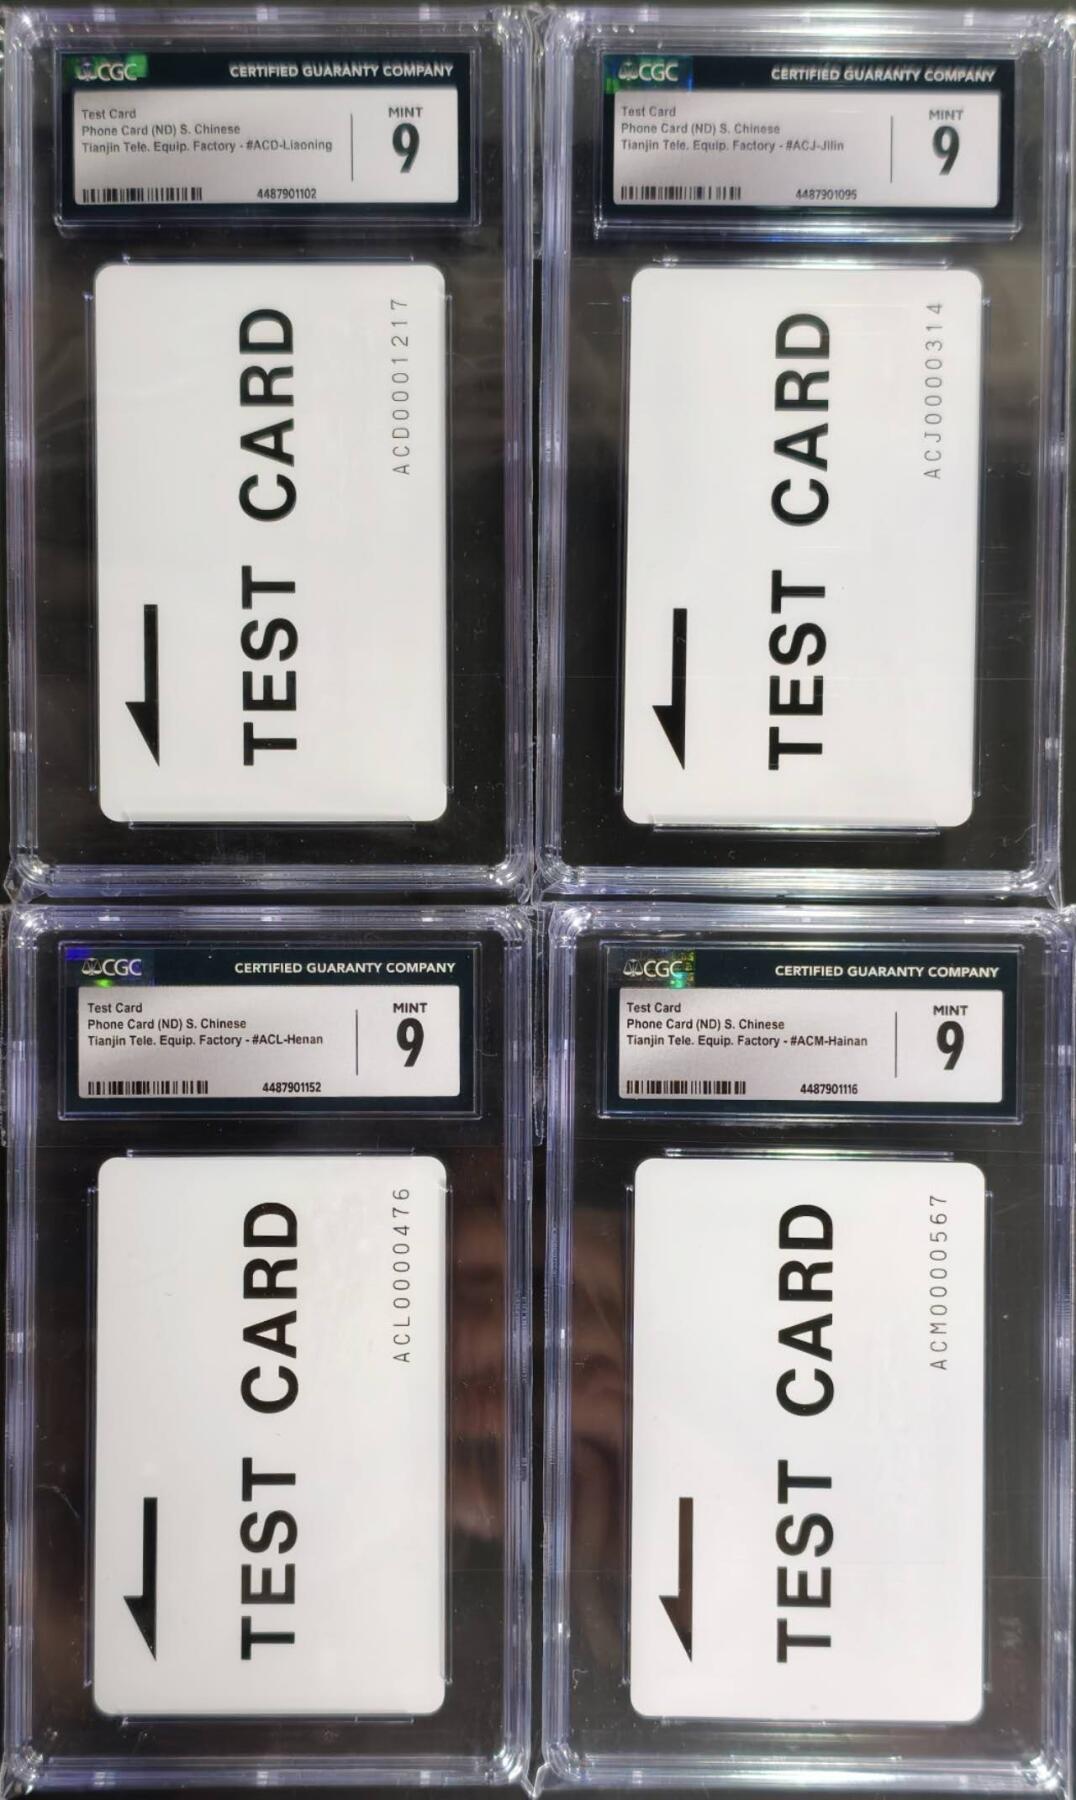 CGC CERTIFIED GUARANTY COMPANY
Test Card
Phone Card (ND) S. Chinese
Tianjin Tele. Equip. Factory - #ACD-Liaoning
MINT
9
4487901102
TEST CARD
ACD0001217
CGC CERTIFIED GUARANTY COMPANY
Test Card
Phone Card (ND) S. Chinese
Tianjin Tele. Equip. Factory - #ACJ-Jilin
MINT
9
4487901095
TEST CARD
ACJ0000314
CGC CERTIFIED GUARANTY COMPANY
Test Card
Phone Card (ND) S. Chinese
Tianjin Tele. Equip. Factory - #ACL-Henan
MINT
9
4487901152
TEST CARD
ACL0000476
CGC CERTIFIED GUARANTY COMPANY
Test Card
Phone Card (ND) S. Chinese
Tianjin Tele. Equip. Factory - #ACM-Hainan
MINT
9
4487901116
TEST CARD
ACM0000567